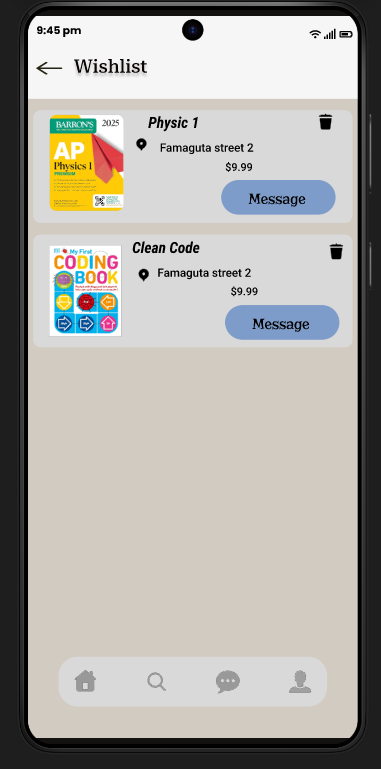 9:45 pm
Wishlist
BARRON'S
2025
AP
Physics 1
PREMIUM
Physic 1
Famaguta street 2
$9.99
Message
My First
CODING
BOOK
Clean Code
Famaguta street 2
$9.99
Message